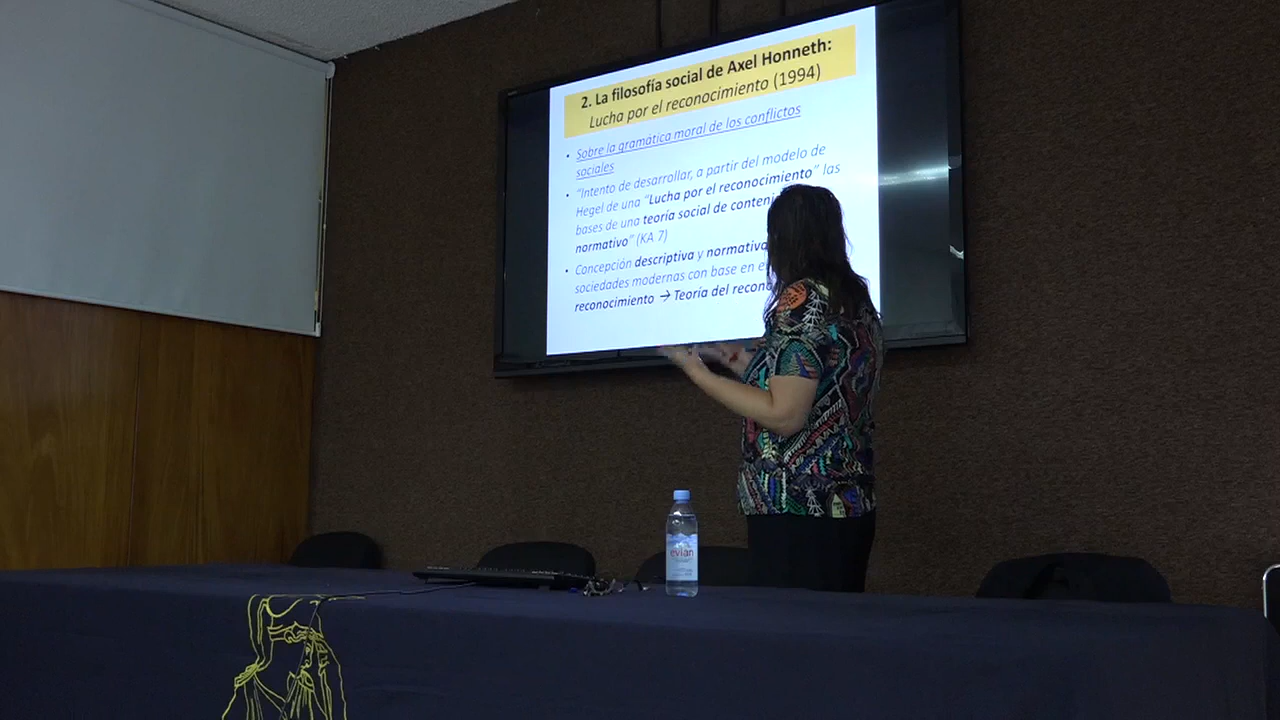 2. La filosofía social de Axel Honneth:
Lucha por el reconocimiento (1994)
• Sobre la gramática moral de los conflictos
sociales
• “Intento de desarrollar, a partir del modelo de
Hegel de una “Lucha por el reconocimiento” las
bases de una teoría social de conteni
normativo” (KA 7)
• Concepción descriptiva y normativa
sociedades modernas con base en e
reconocimiento → Teoría del recono
evian